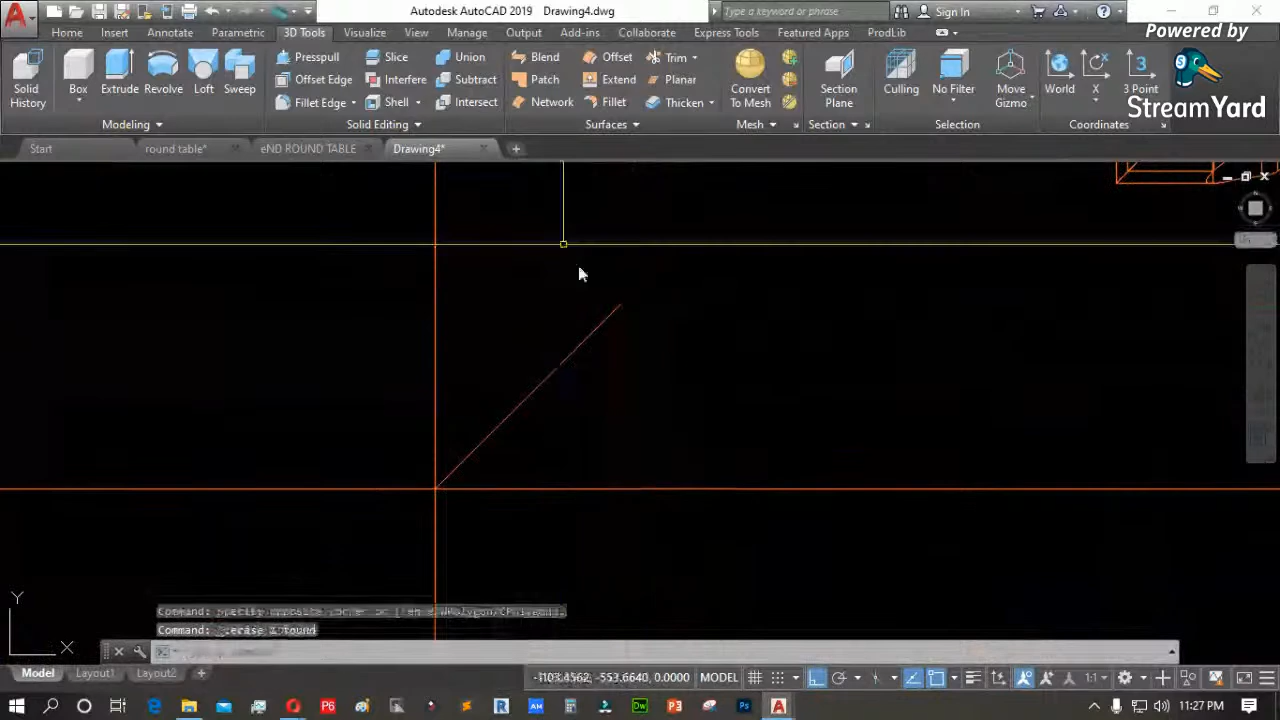 Autodesk AutoCAD 2019 Drawing4.dwg
Type a keyword or phrase
Sign In
Powered by
StreamYard
Home Insert Annotate Parametric 3D Tools Visualize View Manage Output Add-ins Collaborate Express Tools Featured Apps ProdLib
Solid History
Box
Extrude
Revolve
Loft
Sweep
Presspull
Offset Edge
Fillet Edge
Slice
Interfere
Shell
Union
Subtract
Intersect
Blend
Patch
Network
Offset
Extend
Fillet
Trim
Planar
Thicken
Convert To Mesh
Section Plane
Culling
No Filter
Move Gizmo
World
X
3 Point
Modeling Solid Editing Surfaces Mesh Section Selection Coordinates
Start round table* eND ROUND TABLE Drawing4*
Y
X
Command:
Command: _.erase
Model Layout1 Layout2
-1103.4562, -553.6640, 0.0000 MODEL
1:1
11:27 PM